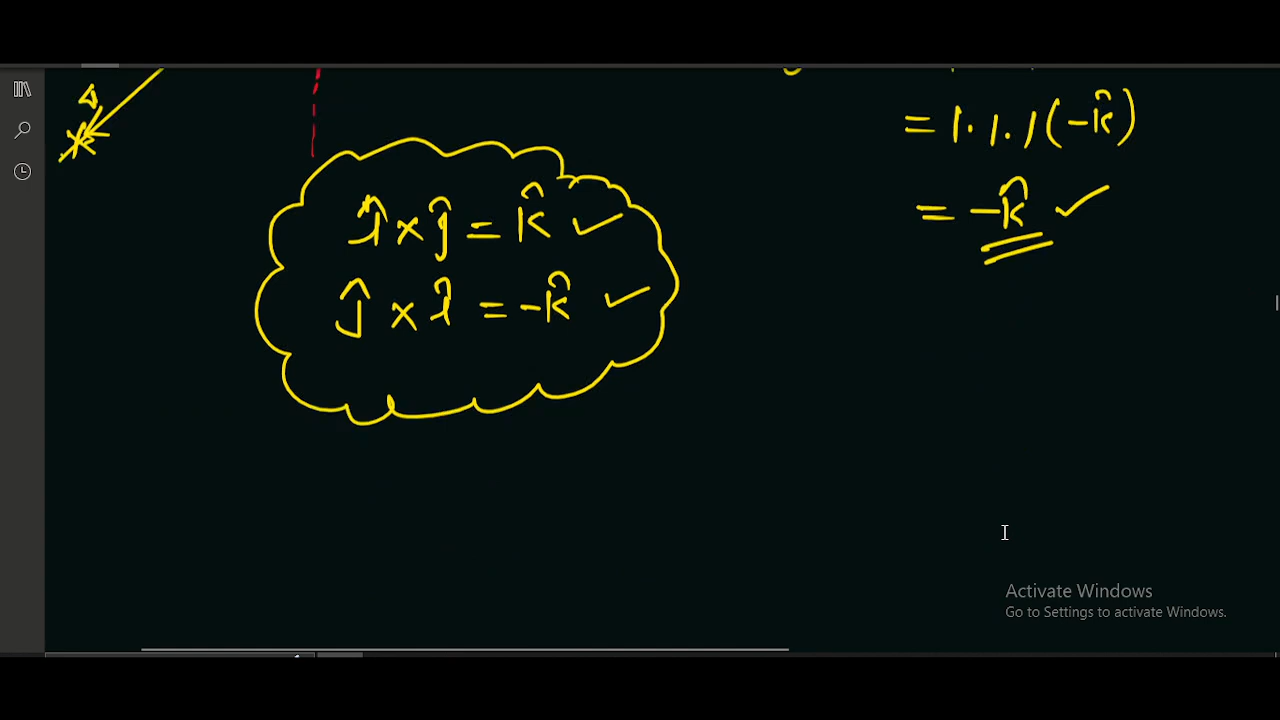 = 1.1.1(-k̂)
= -k̂ ✓
î × ĵ = k̂ ✓
ĵ × î = -k̂ ✓
Activate Windows
Go to Settings to activate Windows.